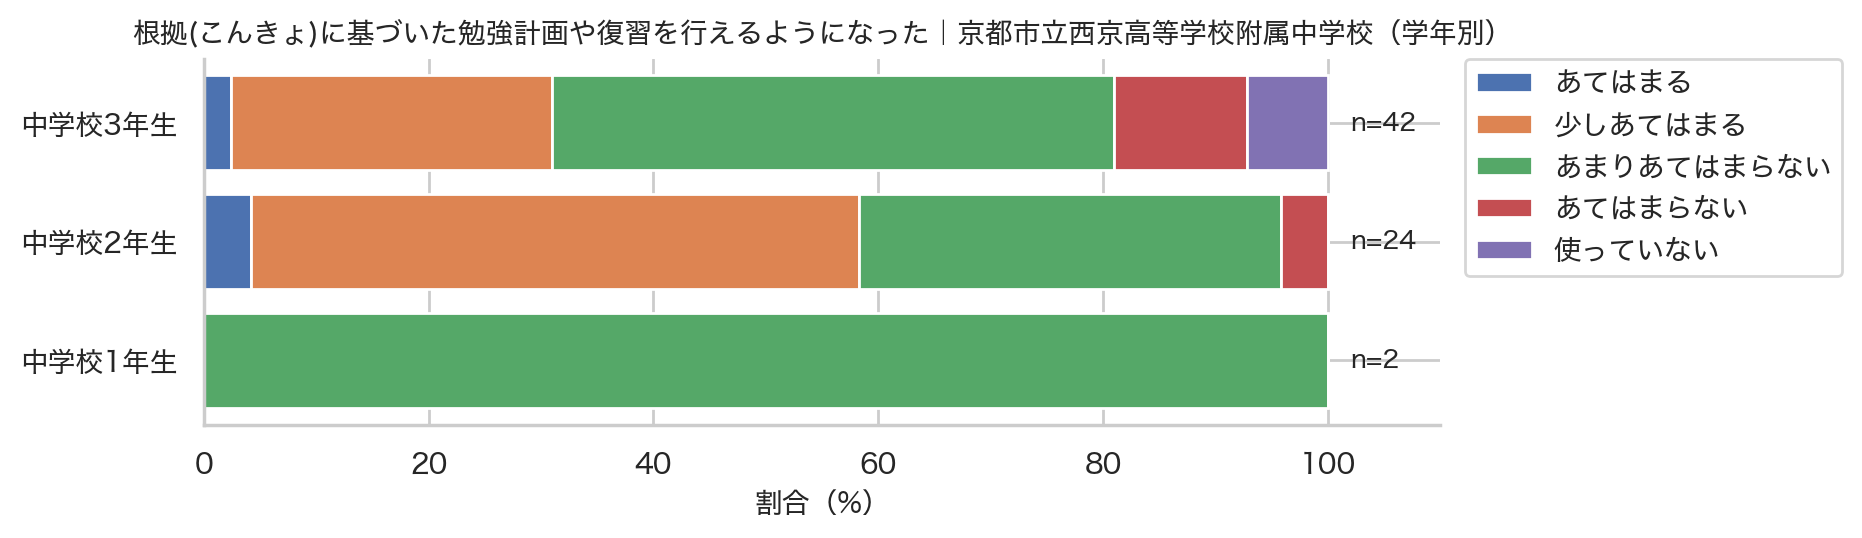 根拠(こんきょ)に基づいた勉強計画や復習を行えるようになった｜京都市立西京高等学校附属中学校（学年別）
中学校3年生
n=42
中学校2年生
n=24
中学校1年生
n=2
0 20 40 60 80 100
割合（%）
あてはまる
少しあてはまる
あまりあてはまらない
あてはまらない
使っていない